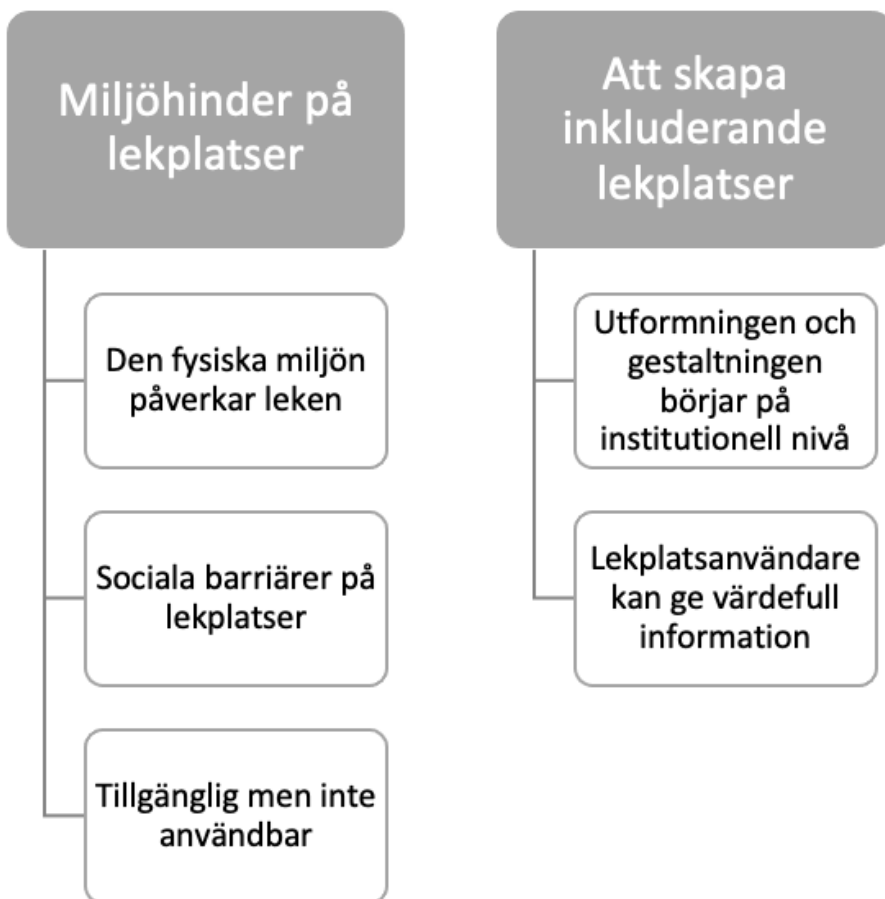 Miljöhinder på
lekplatser
Den fysiska miljön
påverkar leken
Sociala barriärer på
lekplatser
Tillgänglig men inte
användbar
Att skapa
inkluderande
lekplatser
Utformningen och
gestaltningen
börjar på
institutionell nivå
Lekplatsanvändare
kan ge värdefull
information